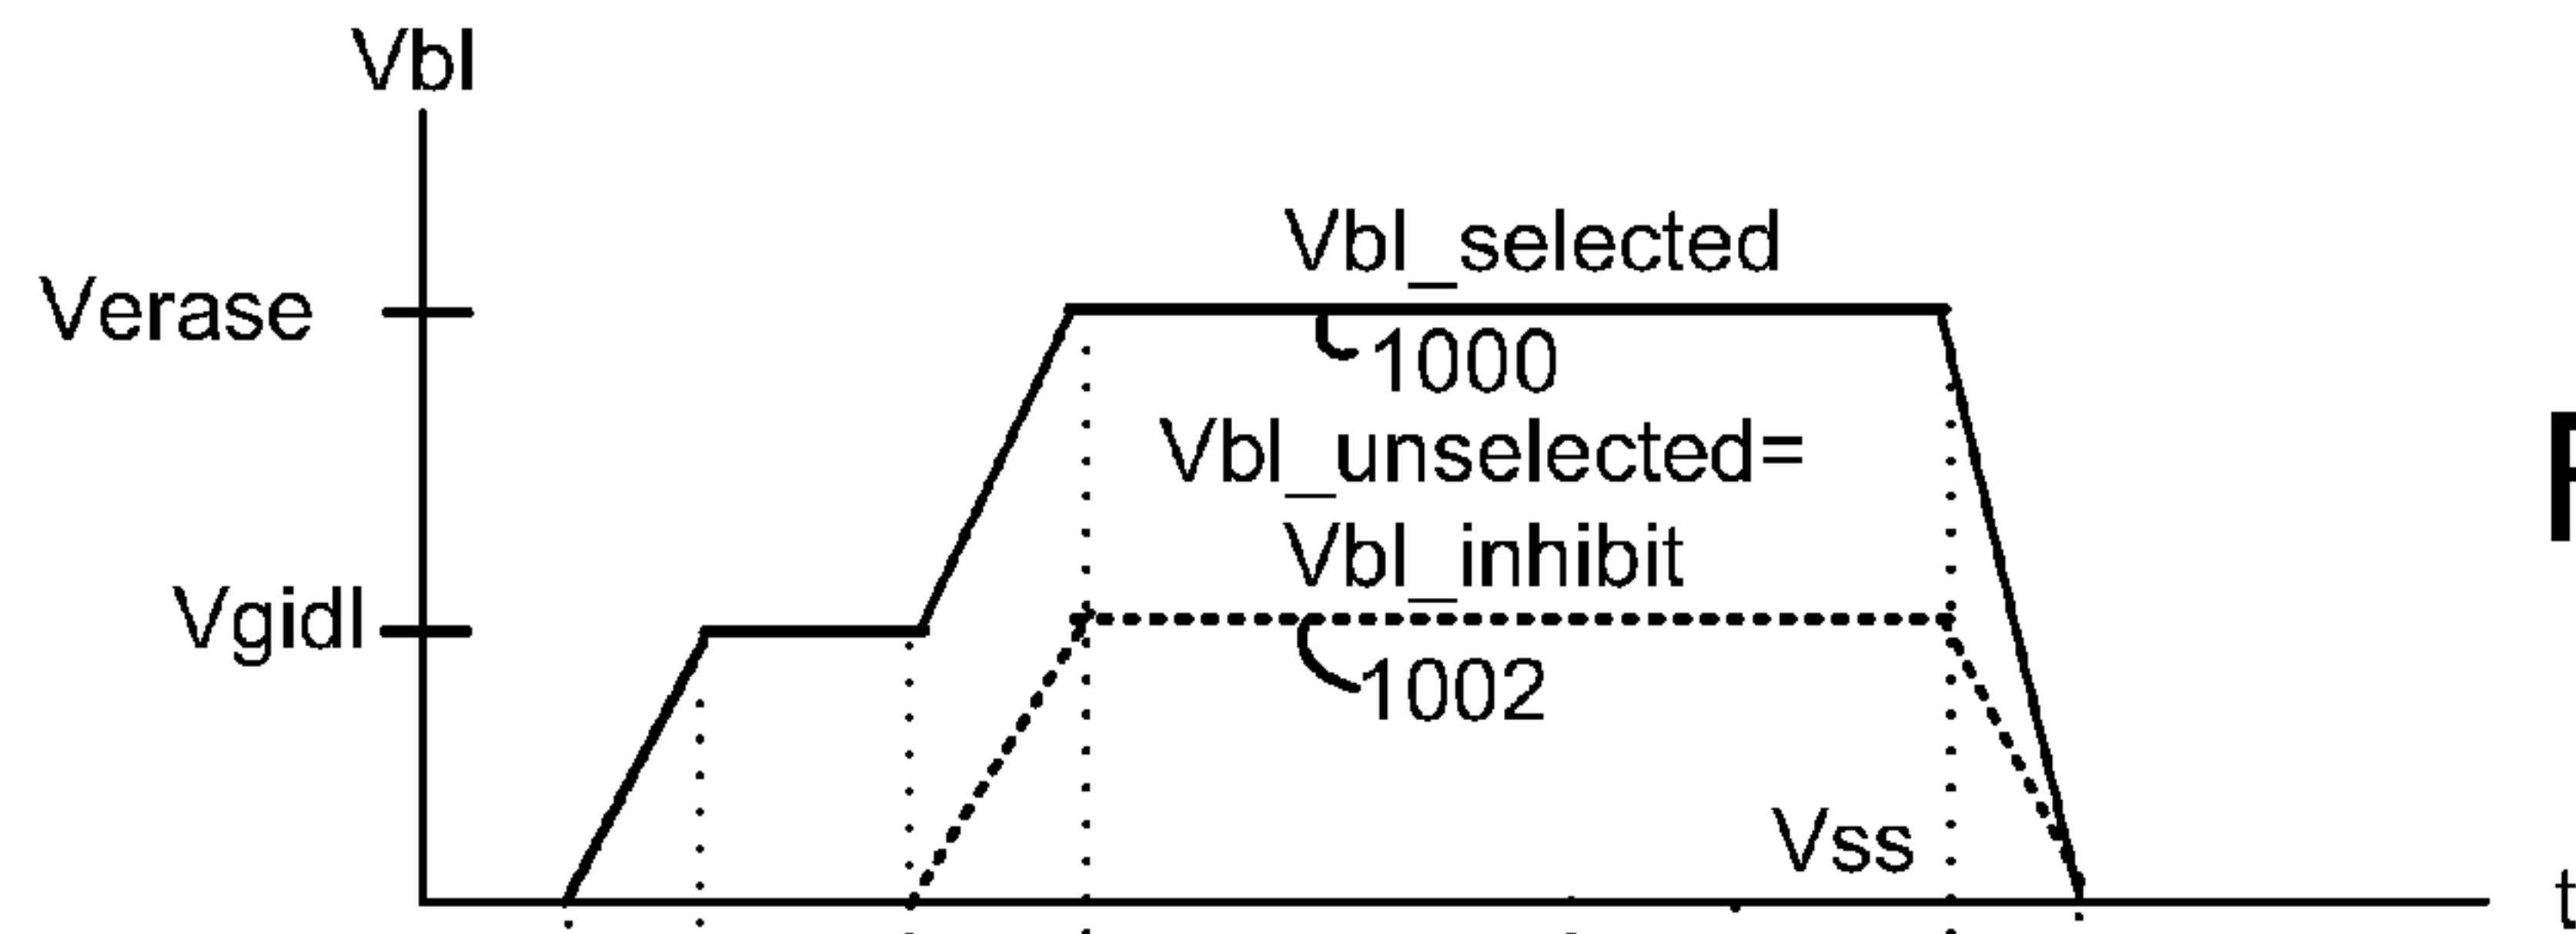 Vbl
Vbl_selected
Verase
1000
Vbl_unselected=
Vbl_inhibit
Vgidl
1002
Vss
t